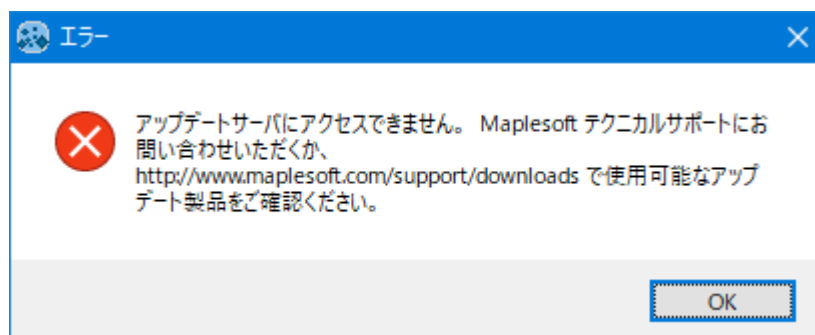 エラー
アップデートサーバにアクセスできません。 Maplesoft テクニカルサポートにお
問い合わせいただくか、
http://www.maplesoft.com/support/downloads で使用可能なアップ
デート製品をご確認ください。
OK